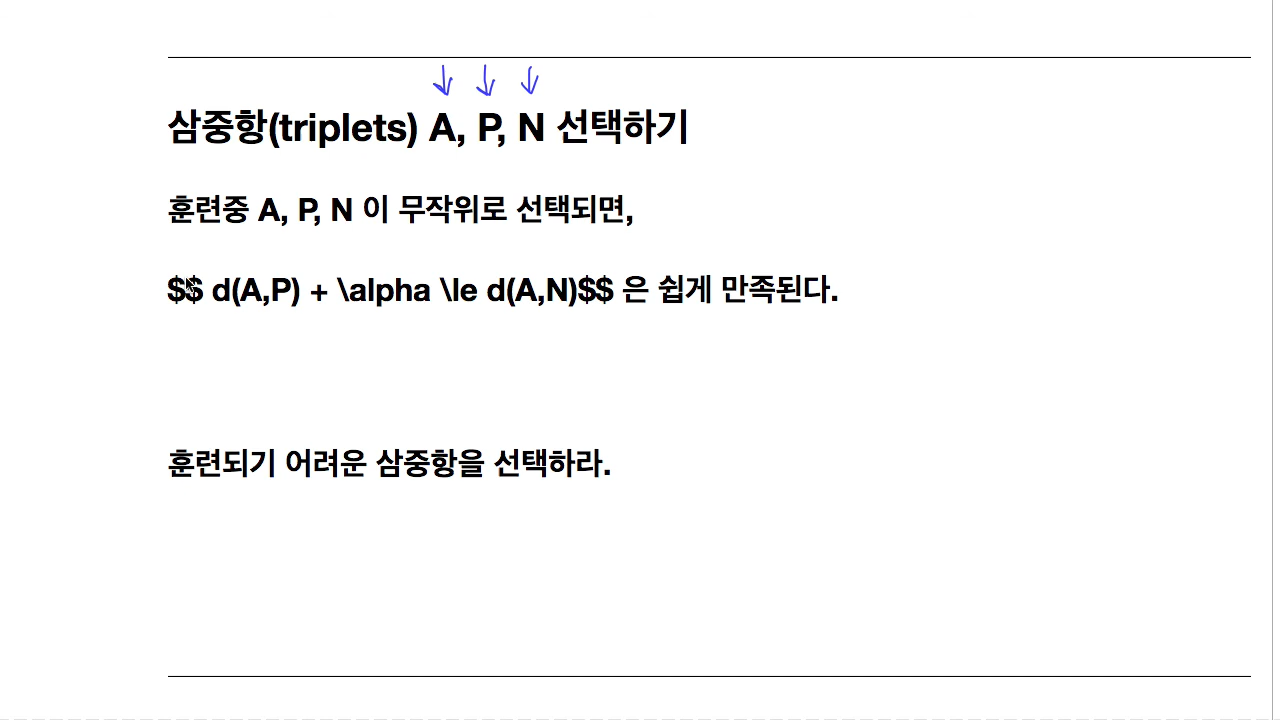 삼중항(triplets) A, P, N 선택하기
훈련중 A, P, N 이 무작위로 선택되면,
$$ d(A,P) + \alpha \le d(A,N)$$ 은 쉽게 만족된다.
훈련되기 어려운 삼중항을 선택하라.